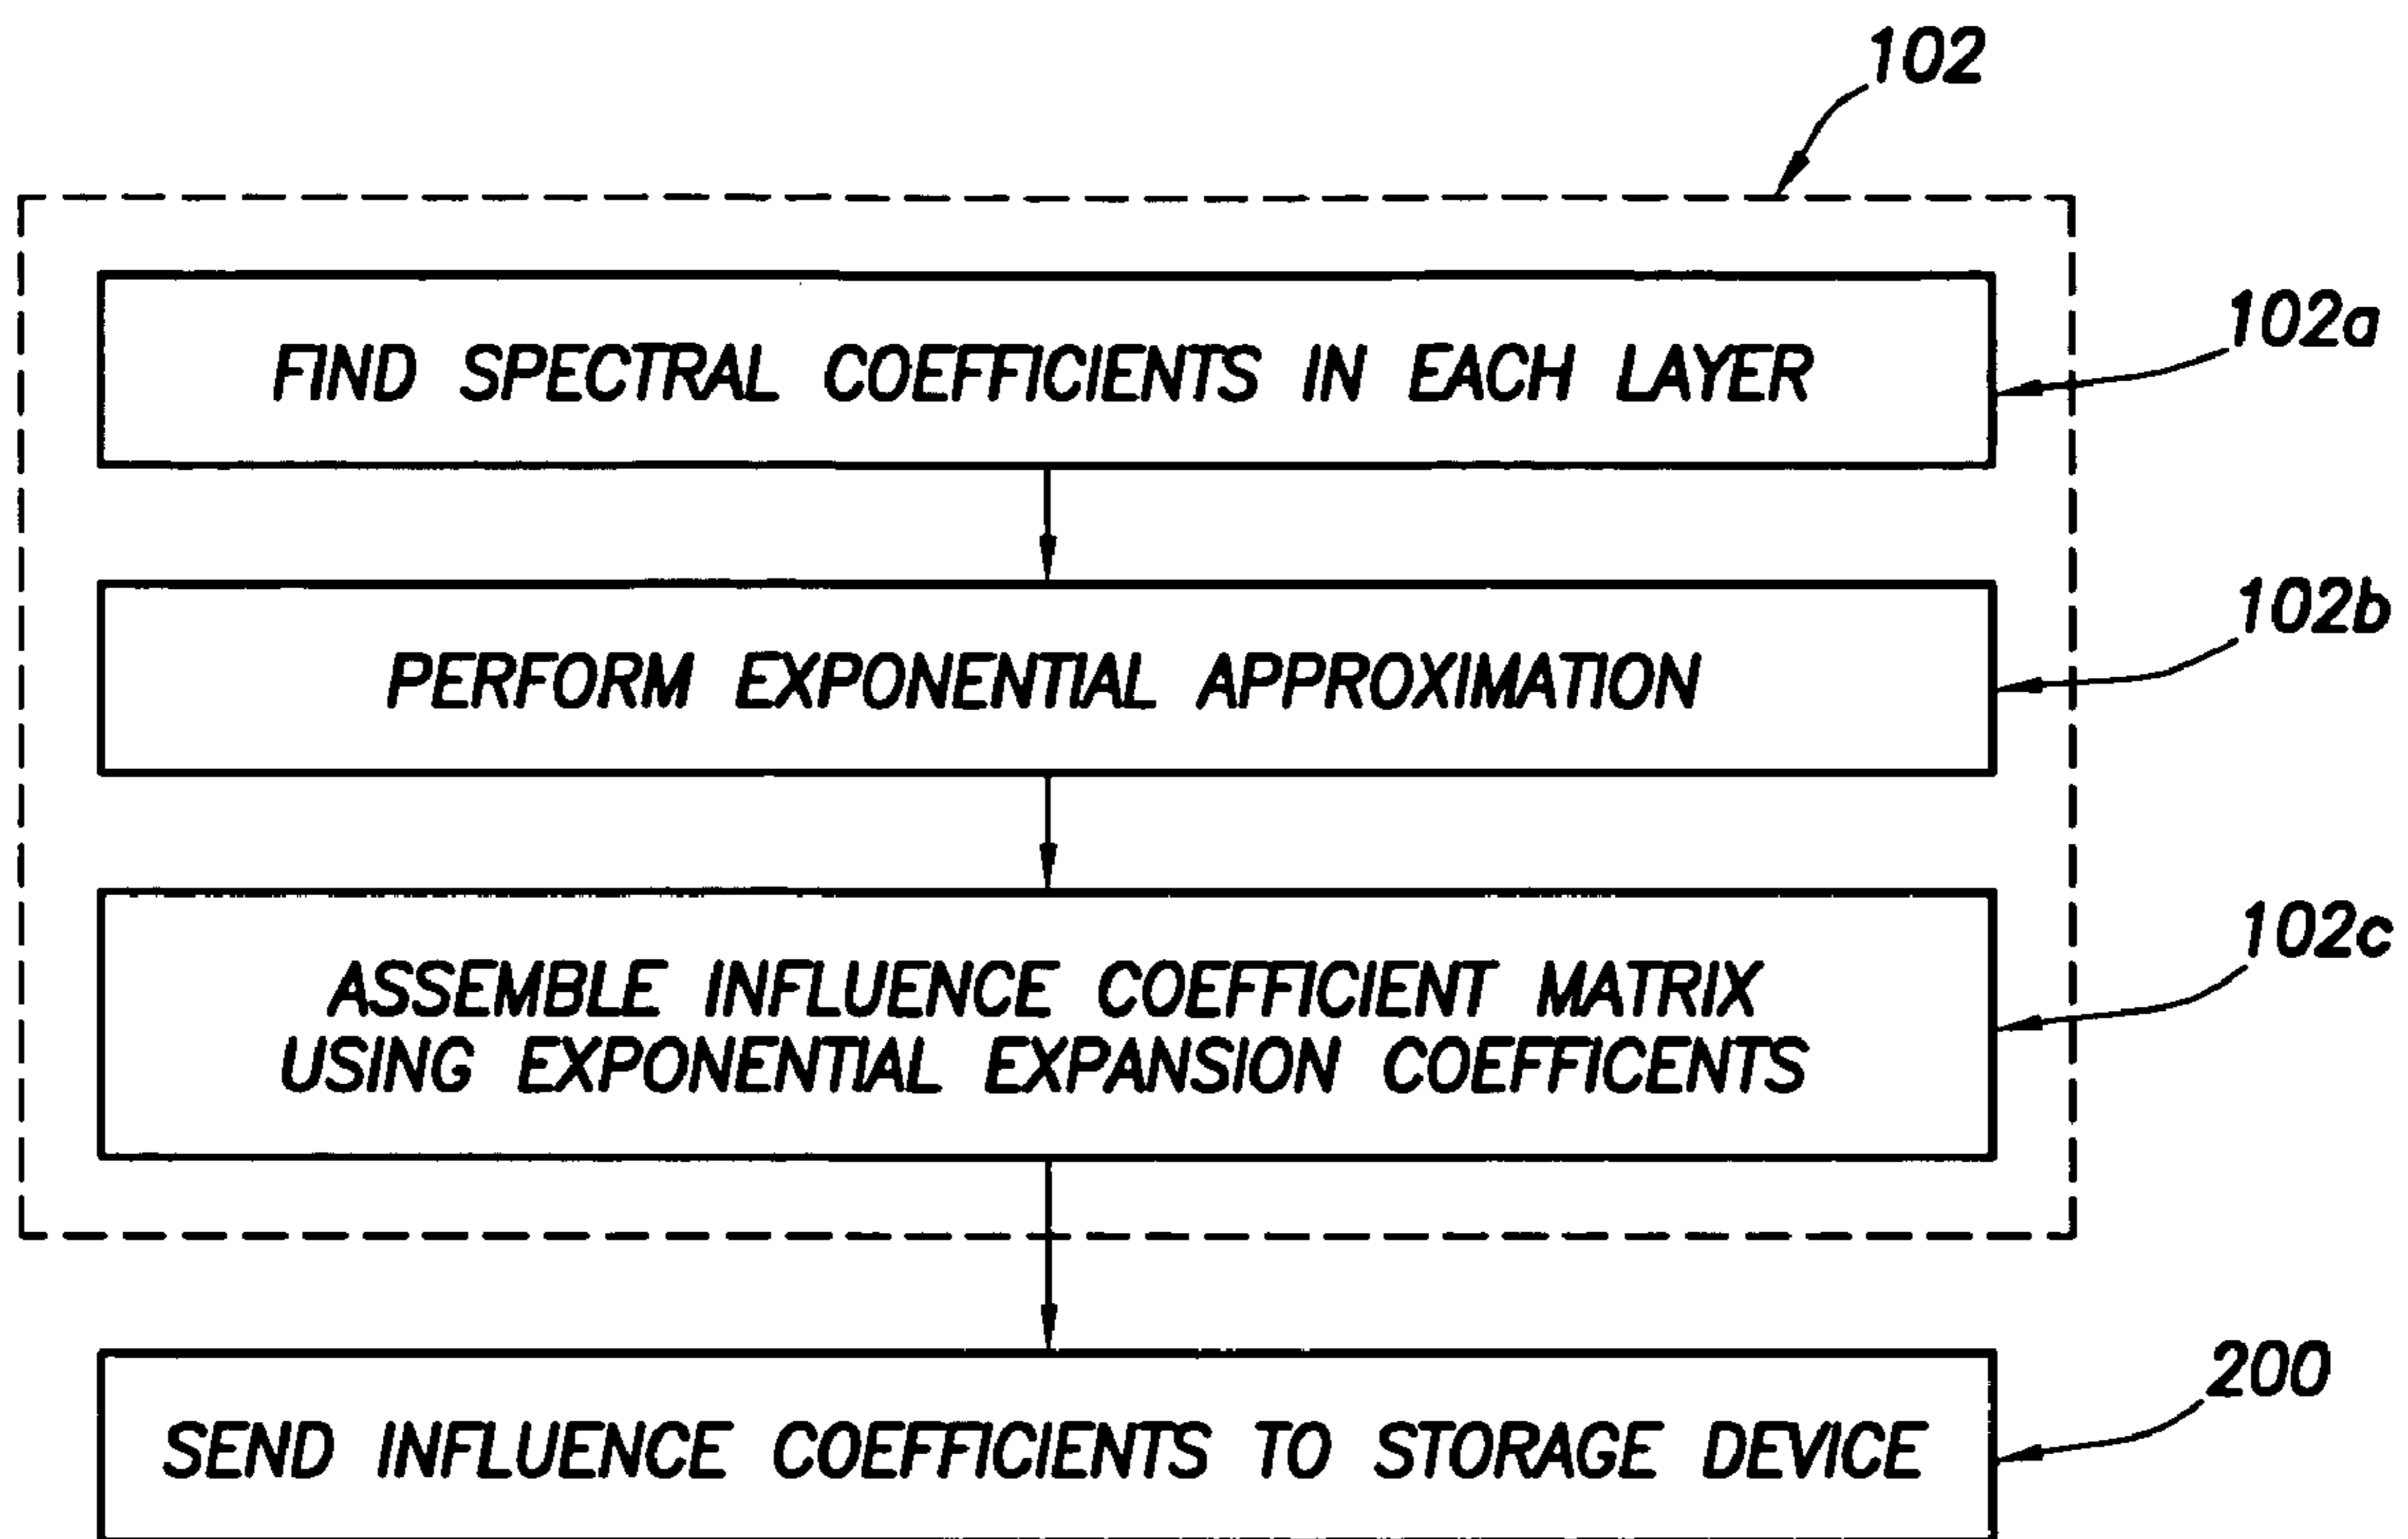 102
FIND SPECTRAL COEFFICIENTS IN EACH LAYER
102a
PERFORM EXPONENTIAL APPROXIMATION
102b
ASSEMBLE INFLUENCE COEFFICIENT MATRIX
USING EXPONENTIAL EXPANSION COEFFICENTS
102c
SEND INFLUENCE COEFFICIENTS TO STORAGE DEVICE
200